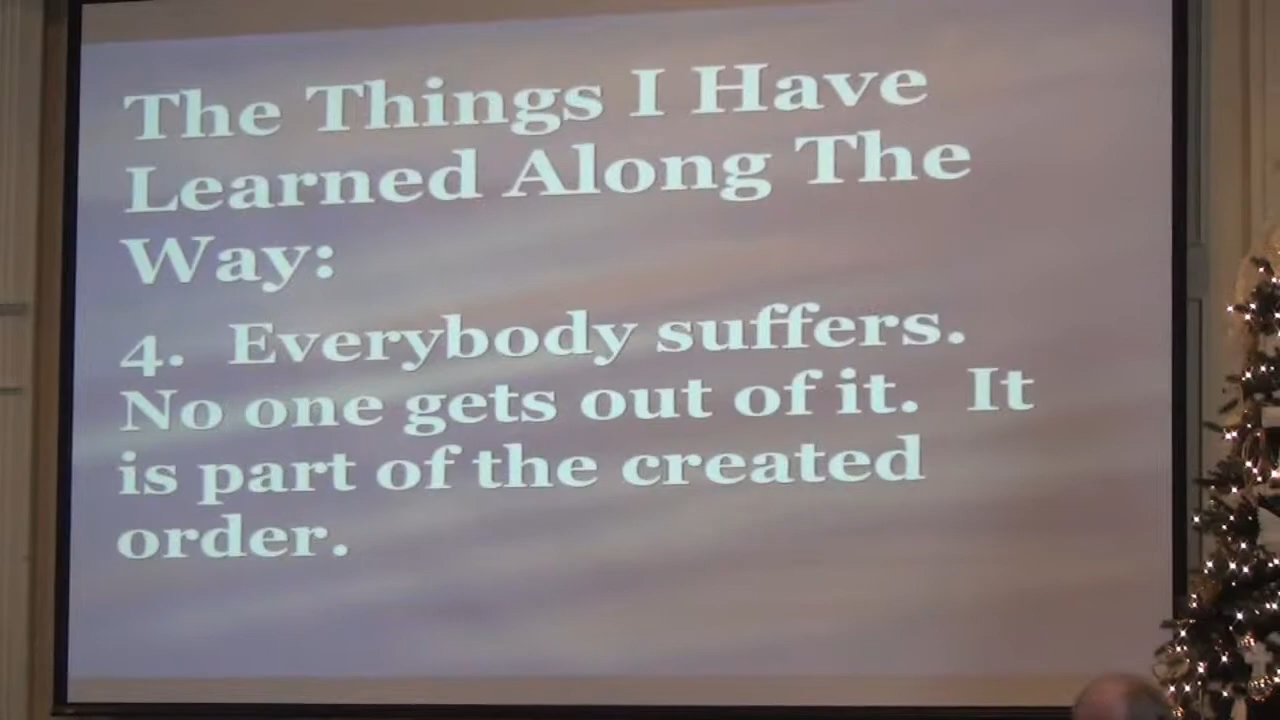 The Things I Have
Learned Along The
Way:
4. Everybody suffers.
No one gets out of it. It
is part of the created
order.